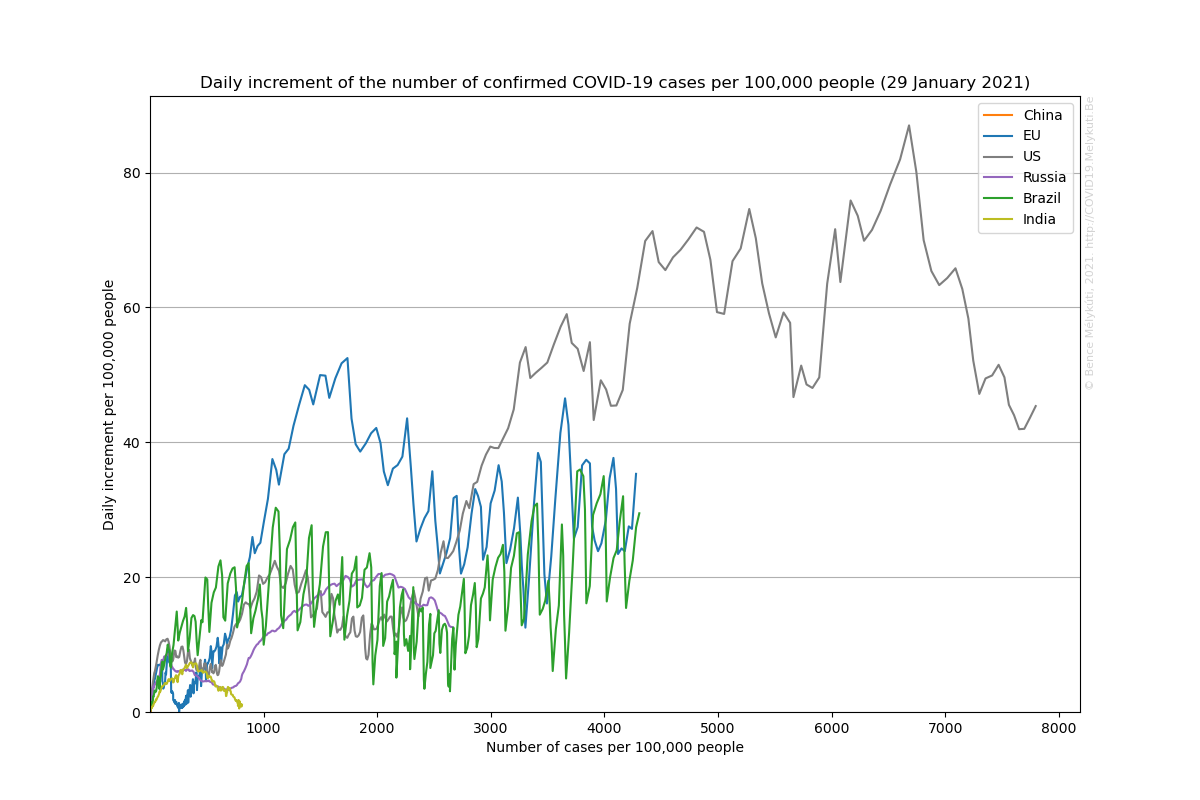 Daily increment of the number of confirmed COVID-19 cases per 100,000 people (29 January 2021)
China
EU
US
Russia
Brazil
India
© Bence Mélykúti, 2021 http://COVID19.Melykuti.Be
Daily increment per 100,000 people
80
60
40
20
0
1000 2000 3000 4000 5000 6000 7000 8000
Number of cases per 100,000 people